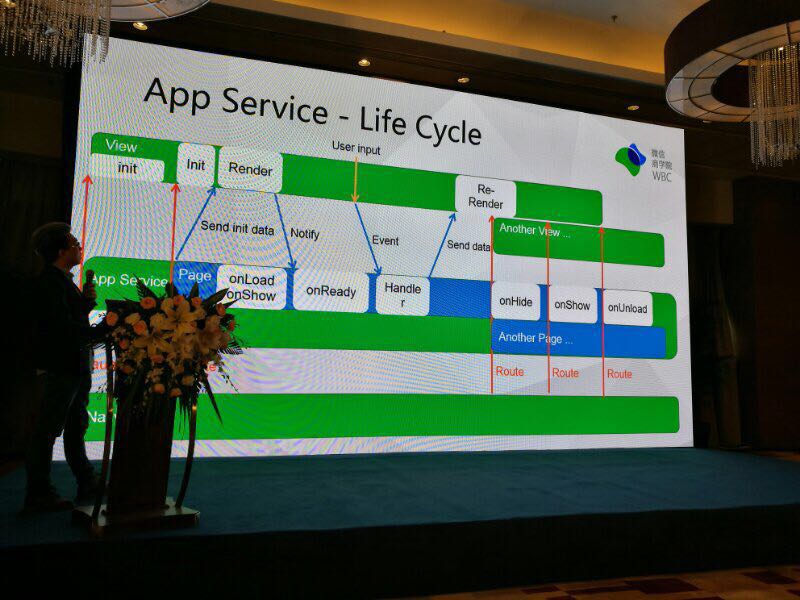 App Service - Life Cycle
微信
商学院
WBC
User input
View
init
Init
Render
Re-
Render
Another View ...
Send init data
Notify
Event
Send data
App Service
Page
onLoad
onShow
onReady
Handle
r
onHide
onShow
onUnload
Another Page ...
Route
Route
Route
Na